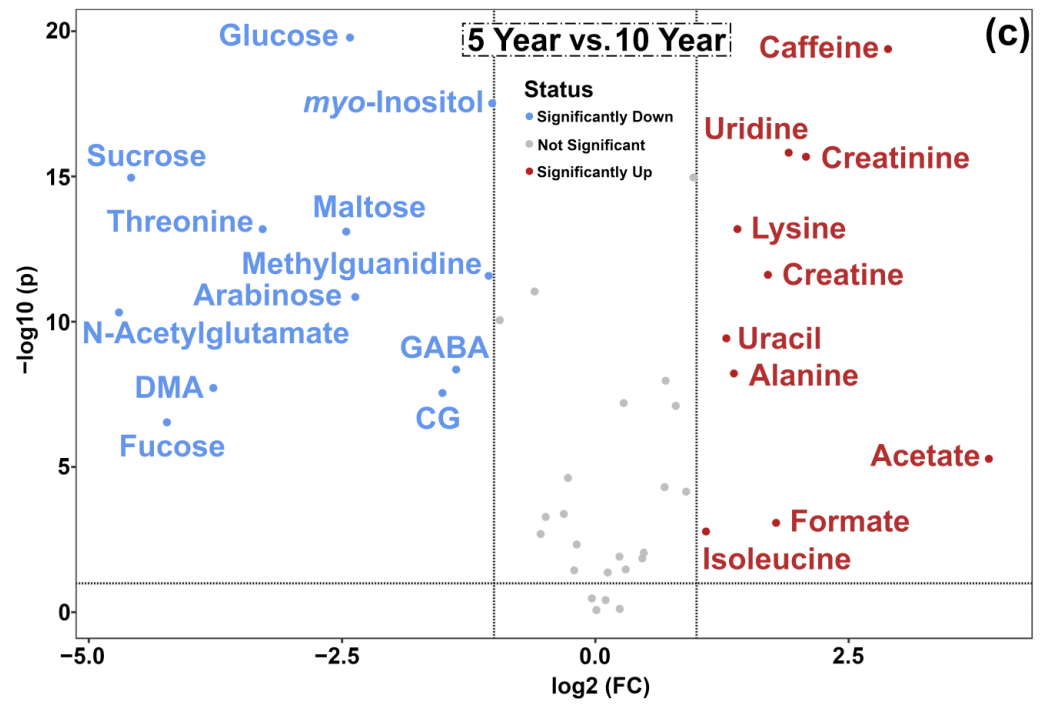 20
Glucose
5 Year vs. 10 Year
Caffeine
(c)
myo-Inositol
Status
Significantly Down
Not Significant
Significantly Up
Uridine
Creatinine
Sucrose
15
Threonine
Maltose
Lysine
Methylguanidine
Creatine
Arabinose
10
N-Acetylglutamate
GABA
Uracil
DMA
Alanine
CG
Fucose
5
Acetate
Formate
Isoleucine
0
−log10 (p)
−5.0
−2.5
0.0
2.5
log2 (FC)